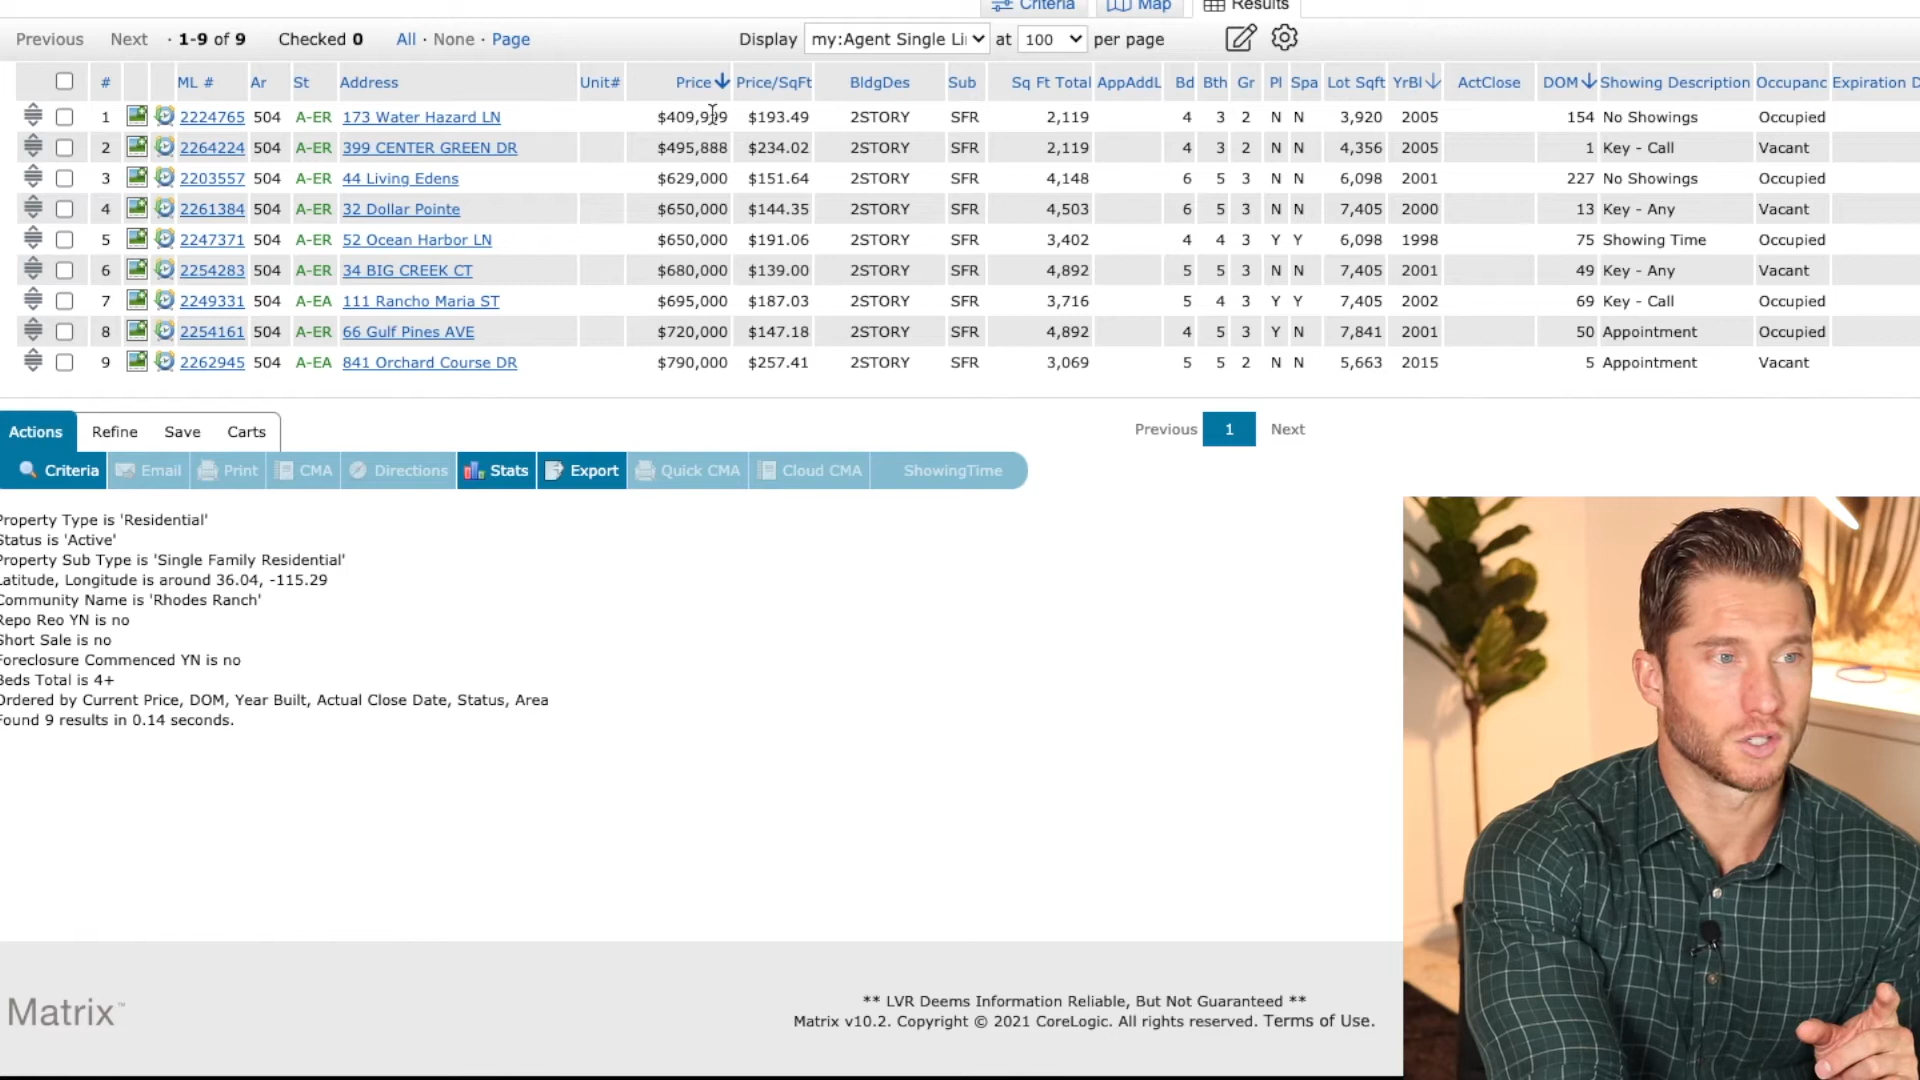 Criteria Map Results
Previous Next · 1-9 of 9 Checked 0 All · None · Page Display my:Agent Single Li at 100 per page
# ML # Ar St Address Unit# Price Price/SqFt BldgDes Sub Sq Ft Total AppAddL Bd Bth Gr Pl Spa Lot Sqft YrBl ActClose DOM Showing Description Occupanc Expiration D
1 2224765 504 A-ER 173 Water Hazard LN $409,999 $193.49 2STORY SFR 2,119 4 3 2 N N 3,920 2005 154 No Showings Occupied
2 2264224 504 A-ER 399 CENTER GREEN DR $495,888 $234.02 2STORY SFR 2,119 4 3 2 N N 4,356 2005 1 Key - Call Vacant
3 2203557 504 A-ER 44 Living Edens $629,000 $151.64 2STORY SFR 4,148 6 5 3 N N 6,098 2001 227 No Showings Occupied
4 2261384 504 A-ER 32 Dollar Pointe $650,000 $144.35 2STORY SFR 4,503 6 5 3 N N 7,405 2000 13 Key - Any Vacant
5 2247371 504 A-ER 52 Ocean Harbor LN $650,000 $191.06 2STORY SFR 3,402 4 4 3 Y Y 6,098 1998 75 Showing Time Occupied
6 2254283 504 A-ER 34 BIG CREEK CT $680,000 $139.00 2STORY SFR 4,892 5 5 3 N N 7,405 2001 49 Key - Any Vacant
7 2249331 504 A-EA 111 Rancho Maria ST $695,000 $187.03 2STORY SFR 3,716 5 4 3 Y Y 7,405 2002 69 Key - Call Occupied
8 2254161 504 A-ER 66 Gulf Pines AVE $720,000 $147.18 2STORY SFR 4,892 4 5 3 Y N 7,841 2001 50 Appointment Occupied
9 2262945 504 A-EA 841 Orchard Course DR $790,000 $257.41 2STORY SFR 3,069 5 5 2 N N 5,663 2015 5 Appointment Vacant
Actions Refine Save Carts Previous 1 Next
Criteria Email Print CMA Directions Stats Export Quick CMA Cloud CMA ShowingTime
Property Type is 'Residential'
Status is 'Active'
Property Sub Type is 'Single Family Residential'
Latitude, Longitude is around 36.04, -115.29
Community Name is 'Rhodes Ranch'
Repo Reo YN is no
Short Sale is no
Foreclosure Commenced YN is no
Beds Total is 4+
Ordered by Current Price, DOM, Year Built, Actual Close Date, Status, Area
Found 9 results in 0.14 seconds.
Matrix™
** LVR Deems Information Reliable, But Not Guaranteed **
Matrix v10.2. Copyright © 2021 CoreLogic. All rights reserved. Terms of Use.